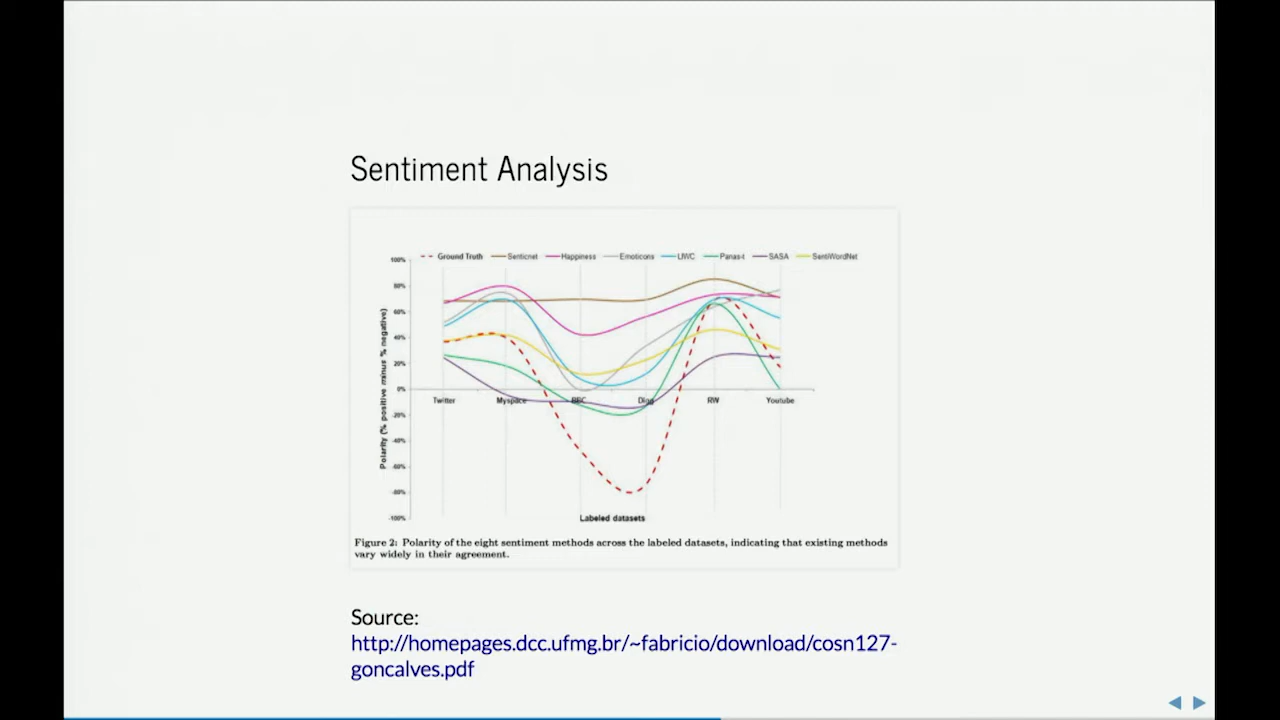 Sentiment Analysis
Ground Truth Senticnet Happiness Emoticons LIWC Panas-t SASA SentiWordNet
100%
80%
60%
40%
20%
0%
-20%
-40%
-60%
-80%
-100%
Polarity (% positive minus % negative)
Twitter Myspace BBC Digg RW Youtube
Labeled datasets
Figure 2: Polarity of the eight sentiment methods across the labeled datasets, indicating that existing methods
vary widely in their agreement.
Source:
http://homepages.dcc.ufmg.br/~fabricio/download/cosn127-
goncalves.pdf